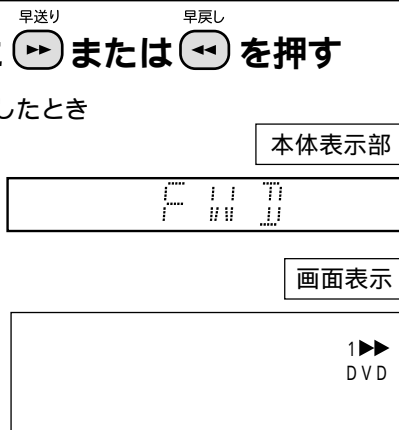 早送り 早戻し
▶▶ または ◀◀ を押す
したとき
本体表示部
FWD
画面表示
1▶▶
DVD